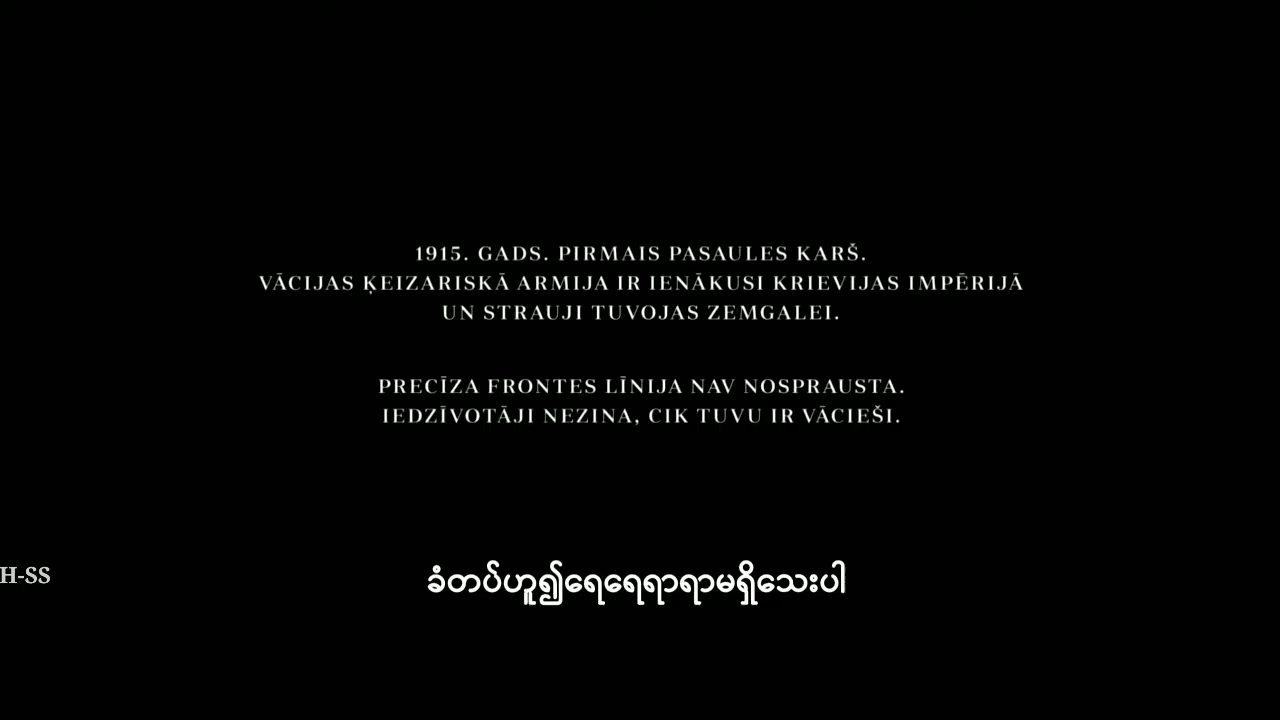 1915. GADS. PIRMAIS PASAULES KARŠ.
VĀCIJAS ĶEIZARISKĀ ARMIJA IR IENĀKUSI KRIEVIJAS IMPĒRIJĀ
UN STRAUJI TUVOJAS ZEMGALEI.
PRECĪZA FRONTES LĪNIJA NAV NOSPRAUSTA.
IEDZĪVOTĀJI NEZINA, CIK TUVU IR VĀCIEŠI.
H-SS
ခံတပ်ဟူ၍ရေရေရာရာမရှိသေးပါ